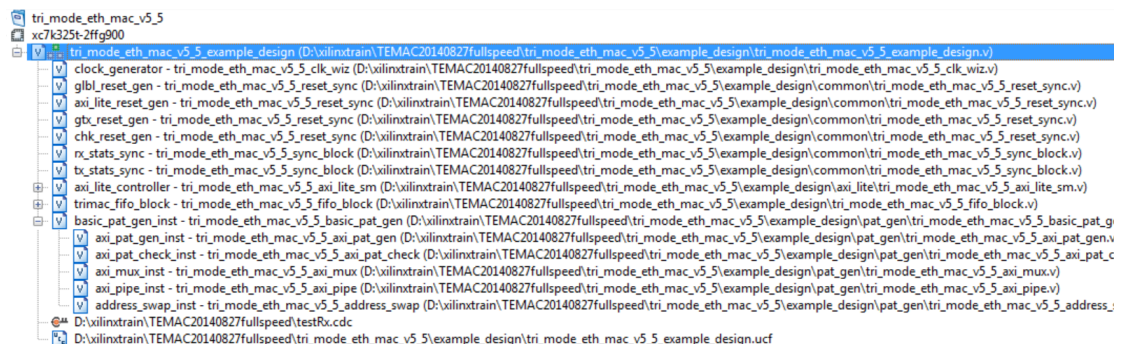 tri_mode_eth_mac_v5_5
xc7k325t-2ffg900
tri_mode_eth_mac_v5_5_example_design (D:\xilinxtrain\TEMAC20140827fullspeed\tri_mode_eth_mac_v5_5\example_design\tri_mode_eth_mac_v5_5_example_design.v)
clock_generator - tri_mode_eth_mac_v5_5_clk_wiz (D:\xilinxtrain\TEMAC20140827fullspeed\tri_mode_eth_mac_v5_5\example_design\tri_mode_eth_mac_v5_5_clk_wiz.v)
glbl_reset_gen - tri_mode_eth_mac_v5_5_reset_sync (D:\xilinxtrain\TEMAC20140827fullspeed\tri_mode_eth_mac_v5_5\example_design\common\tri_mode_eth_mac_v5_5_reset_sync.v)
axi_lite_reset_gen - tri_mode_eth_mac_v5_5_reset_sync (D:\xilinxtrain\TEMAC20140827fullspeed\tri_mode_eth_mac_v5_5\example_design\common\tri_mode_eth_mac_v5_5_reset_sync.v)
gtx_reset_gen - tri_mode_eth_mac_v5_5_reset_sync (D:\xilinxtrain\TEMAC20140827fullspeed\tri_mode_eth_mac_v5_5\example_design\common\tri_mode_eth_mac_v5_5_reset_sync.v)
chk_reset_gen - tri_mode_eth_mac_v5_5_reset_sync (D:\xilinxtrain\TEMAC20140827fullspeed\tri_mode_eth_mac_v5_5\example_design\common\tri_mode_eth_mac_v5_5_reset_sync.v)
rx_stats_sync - tri_mode_eth_mac_v5_5_sync_block (D:\xilinxtrain\TEMAC20140827fullspeed\tri_mode_eth_mac_v5_5\example_design\common\tri_mode_eth_mac_v5_5_sync_block.v)
tx_stats_sync - tri_mode_eth_mac_v5_5_sync_block (D:\xilinxtrain\TEMAC20140827fullspeed\tri_mode_eth_mac_v5_5\example_design\common\tri_mode_eth_mac_v5_5_sync_block.v)
axi_lite_controller - tri_mode_eth_mac_v5_5_axi_lite_sm (D:\xilinxtrain\TEMAC20140827fullspeed\tri_mode_eth_mac_v5_5\example_design\axi_lite\tri_mode_eth_mac_v5_5_axi_lite_sm.v)
trimac_fifo_block - tri_mode_eth_mac_v5_5_fifo_block (D:\xilinxtrain\TEMAC20140827fullspeed\tri_mode_eth_mac_v5_5\example_design\tri_mode_eth_mac_v5_5_fifo_block.v)
basic_pat_gen_inst - tri_mode_eth_mac_v5_5_basic_pat_gen (D:\xilinxtrain\TEMAC20140827fullspeed\tri_mode_eth_mac_v5_5\example_design\pat_gen\tri_mode_eth_mac_v5_5_basic_pat_g
axi_pat_gen_inst - tri_mode_eth_mac_v5_5_axi_pat_gen (D:\xilinxtrain\TEMAC20140827fullspeed\tri_mode_eth_mac_v5_5\example_design\pat_gen\tri_mode_eth_mac_v5_5_axi_pat_gen.v
axi_pat_check_inst - tri_mode_eth_mac_v5_5_axi_pat_check (D:\xilinxtrain\TEMAC20140827fullspeed\tri_mode_eth_mac_v5_5\example_design\pat_gen\tri_mode_eth_mac_v5_5_axi_pat_c
axi_mux_inst - tri_mode_eth_mac_v5_5_axi_mux (D:\xilinxtrain\TEMAC20140827fullspeed\tri_mode_eth_mac_v5_5\example_design\pat_gen\tri_mode_eth_mac_v5_5_axi_mux.v)
axi_pipe_inst - tri_mode_eth_mac_v5_5_axi_pipe (D:\xilinxtrain\TEMAC20140827fullspeed\tri_mode_eth_mac_v5_5\example_design\pat_gen\tri_mode_eth_mac_v5_5_axi_pipe.v)
address_swap_inst - tri_mode_eth_mac_v5_5_address_swap (D:\xilinxtrain\TEMAC20140827fullspeed\tri_mode_eth_mac_v5_5\example_design\pat_gen\tri_mode_eth_mac_v5_5_address_
D:\xilinxtrain\TEMAC20140827fullspeed\testRx.cdc
D:\xilinxtrain\TEMAC20140827fullspeed\tri_mode_eth_mac_v5_5\example_design\tri_mode_eth_mac_v5_5_example_design.ucf